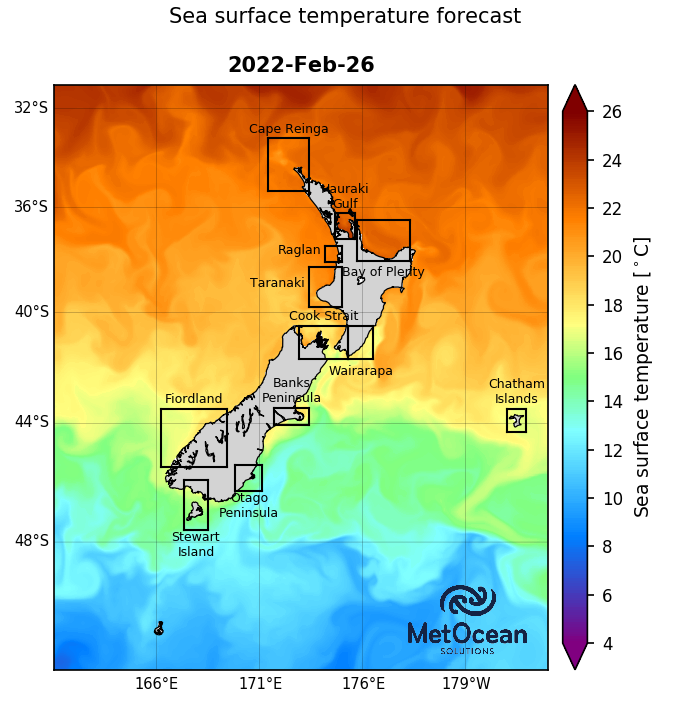 Sea surface temperature forecast
2022-Feb-26
32°S
36°S
40°S
44°S
48°S
Cape Reinga
Hauraki
Gulf
Raglan
Bay of Plenty
Taranaki
Cook Strait
Wairarapa
Banks
Peninsula
Fiordland
Chatham
Islands
Otago
Peninsula
Stewart
Island
MetOcean
SOLUTIONS
166°E
171°E
176°E
179°W
26
24
22
20
18
16
14
12
10
8
6
4
Sea surface temperature [°C]